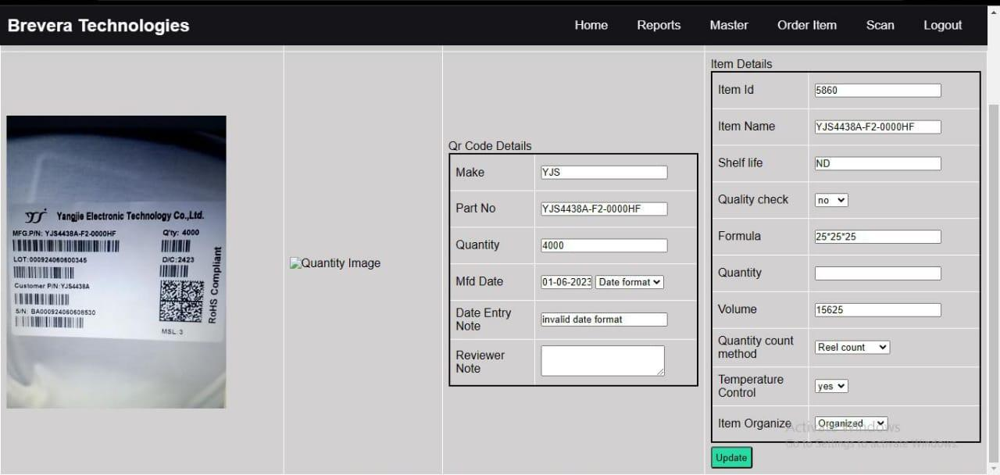 Brevera Technologies
Home Reports Master Order Item Scan Logout
YJ Yangjie Electronic Technology Co.,Ltd.
MFG.P/N: YJS4438A-F2-0000HF Q'ty: 4000
LOT:000924060600345 D/C:2423
Customer P/N:YJS4438A
S/N: BA000924060608530
MSL:3
RoHS Compliant
Quantity Image
Qr Code Details
Make YJS
Part No YJS4438A-F2-0000HF
Quantity 4000
Mfd Date 01-06-2023 Date format
Date Entry
Note
invalid date format
Reviewer
Note
Item Details
Item Id 5860
Item Name YJS4438A-F2-0000HF
Shelf life ND
Quality check no
Formula 25*25*25
Quantity
Volume 15625
Quantity count
method
Reel count
Temperature
Control
yes
Item Organize Organized
Activate Windows
Go to Settings to activate Windows.
Update